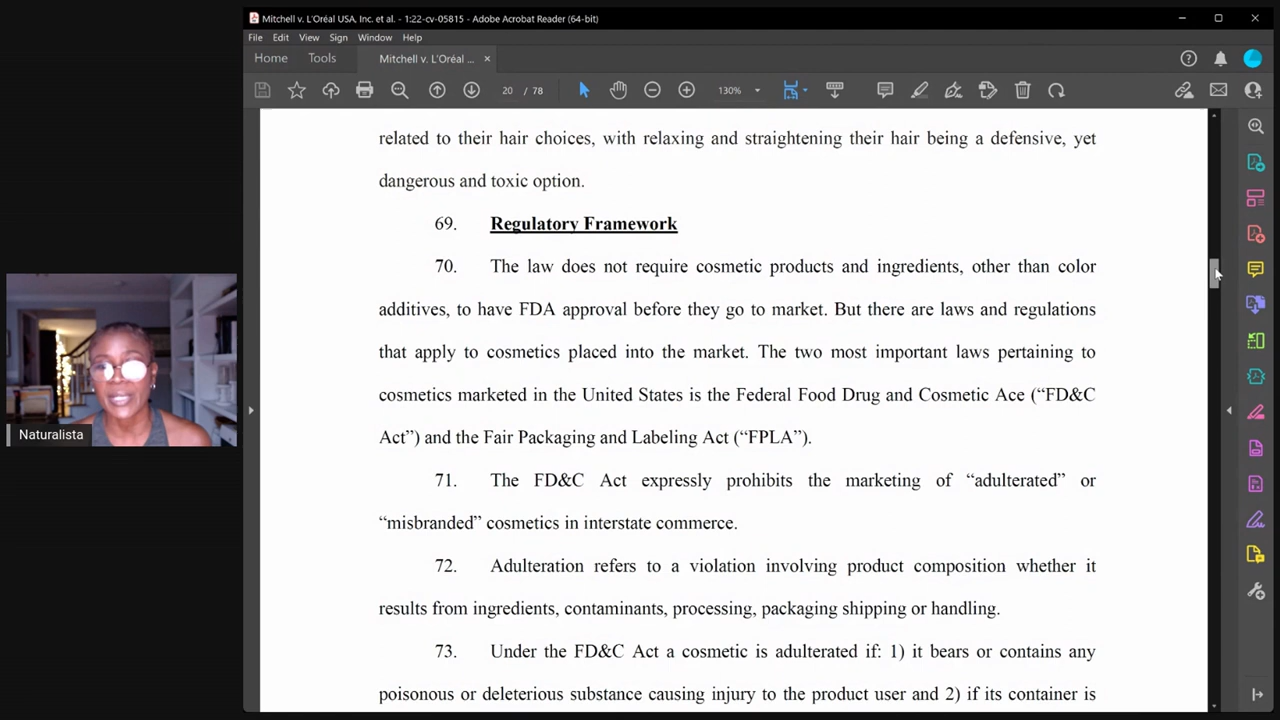 Mitchell v. L'Oréal USA, Inc. et al. - 1:22-cv-05815 - Adobe Acrobat Reader (64-bit)
File Edit View Sign Window Help
Home Tools Mitchell v. L'Oréal ... ×
20 / 78 130%
related to their hair choices, with relaxing and straightening their hair being a defensive, yet
dangerous and toxic option.
69. Regulatory Framework
70. The law does not require cosmetic products and ingredients, other than color
additives, to have FDA approval before they go to market. But there are laws and regulations
that apply to cosmetics placed into the market. The two most important laws pertaining to
cosmetics marketed in the United States is the Federal Food Drug and Cosmetic Ace (“FD&C
Act”) and the Fair Packaging and Labeling Act (“FPLA”).
71. The FD&C Act expressly prohibits the marketing of “adulterated” or
“misbranded” cosmetics in interstate commerce.
72. Adulteration refers to a violation involving product composition whether it
results from ingredients, contaminants, processing, packaging shipping or handling.
73. Under the FD&C Act a cosmetic is adulterated if: 1) it bears or contains any
poisonous or deleterious substance causing injury to the product user and 2) if its container is
Naturalista